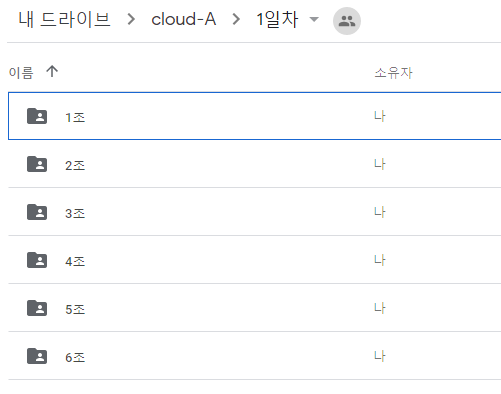 내 드라이브 > cloud-A > 1일차
이름 ↑ 소유자
1조 나
2조 나
3조 나
4조 나
5조 나
6조 나